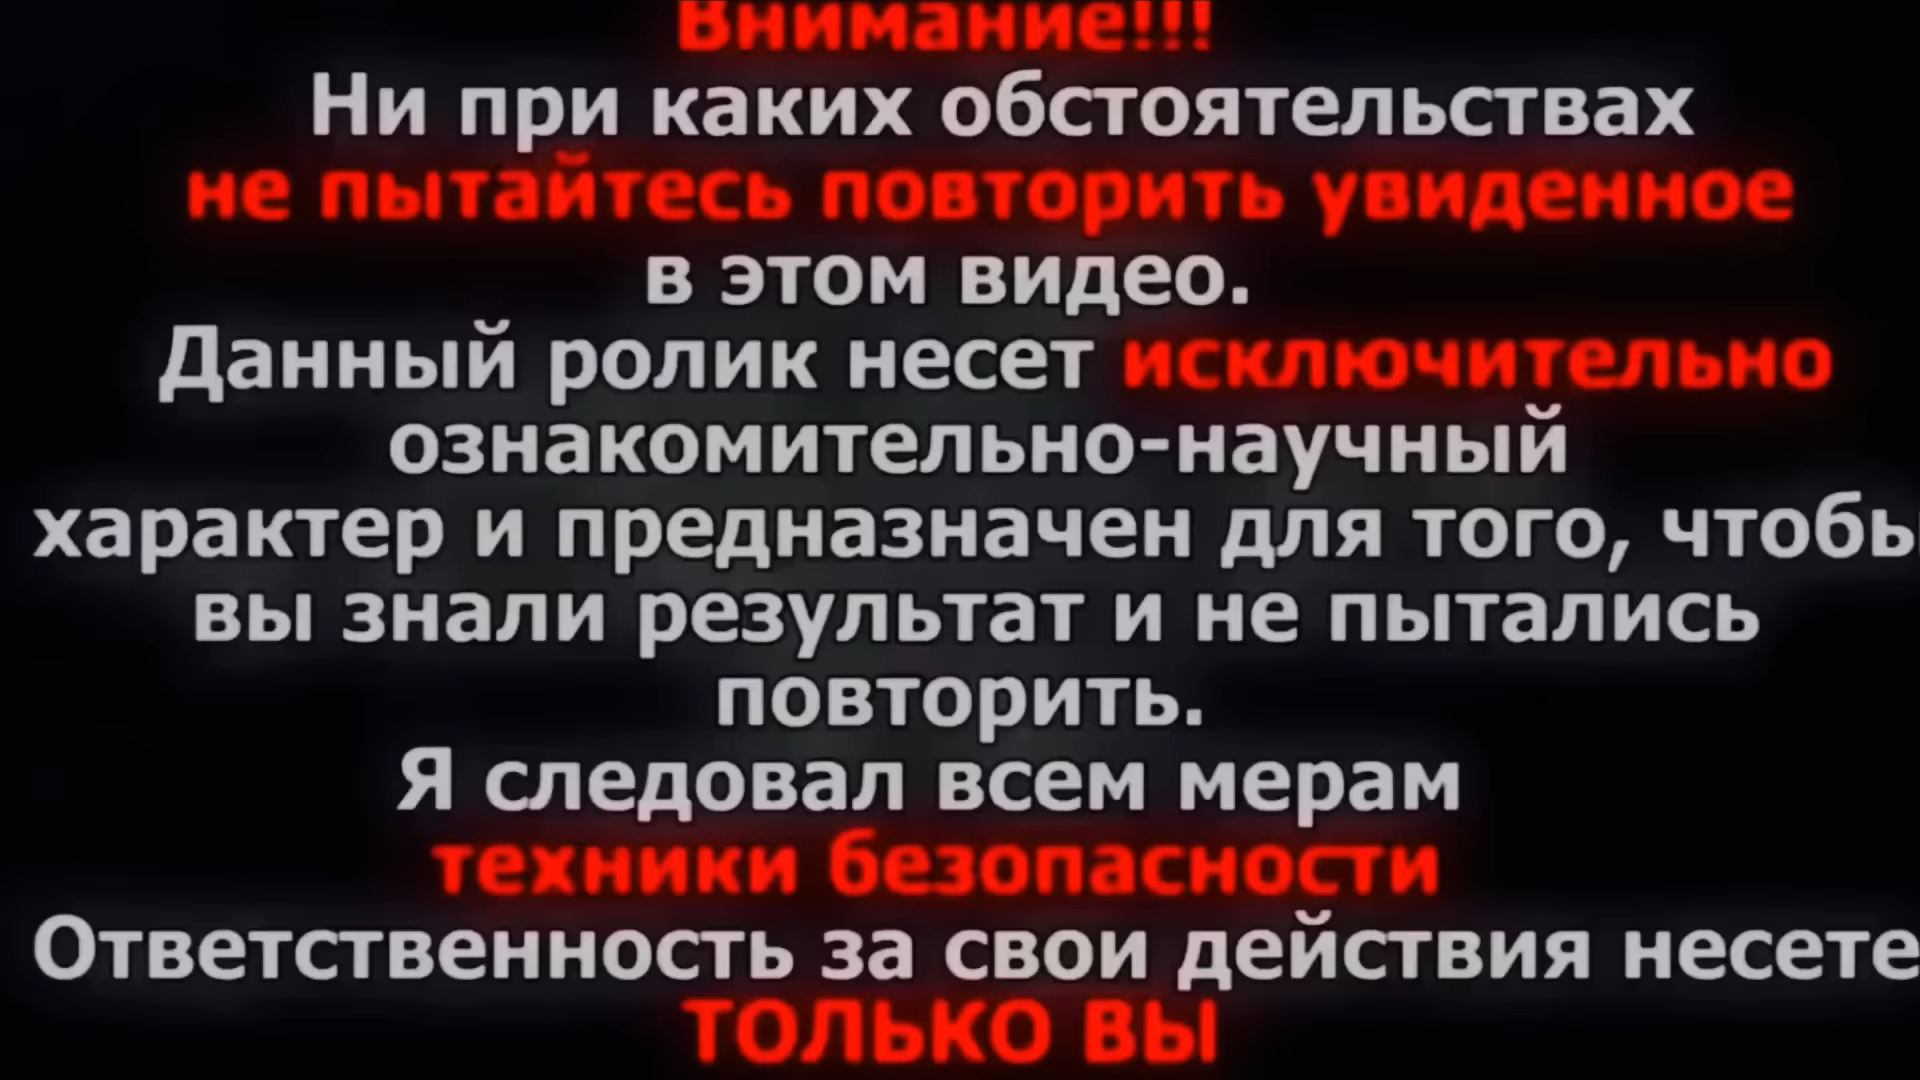 Внимание!!!
Ни при каких обстоятельствах
не пытайтесь повторить увиденное
в этом видео.
Данный ролик несет исключительно
ознакомительно-научный
характер и предназначен для того, чтобы
вы знали результат и не пытались
повторить.
Я следовал всем мерам
техники безопасности
Ответственность за свои действия несете
ТОЛЬКО ВЫ